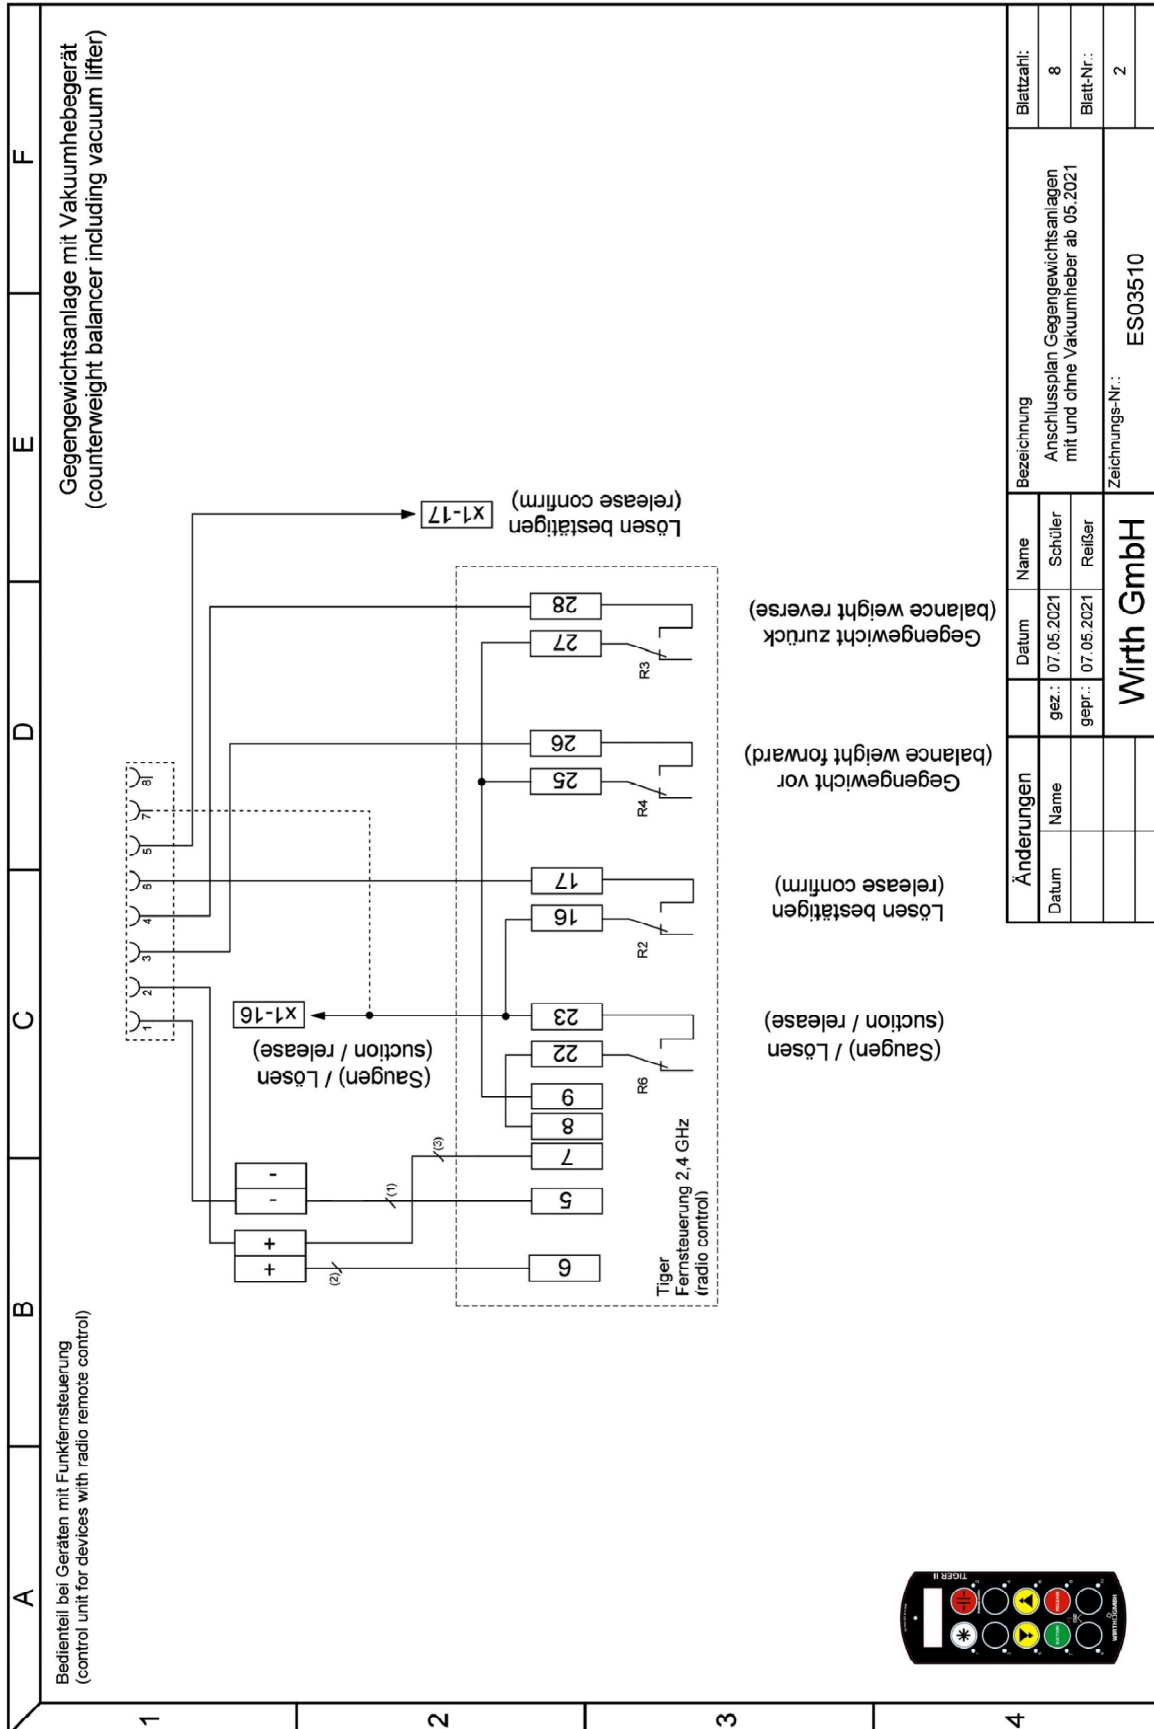 A
B
C
D
E
F
1
2
3
4
Bedienteil bei Geräten mit Funkfernsteuerung
(control unit for devices with radio remote control)
Gegengewichtsanlage mit Vakuumhebegerät
(counterweight balancer including vacuum lifter)
1
2
3
4
6
5
7
8
+
+
-
-
(2)
(1)
(3)
(Saugen) / Lösen
(suction / release)
x1-16
x1-17
Lösen bestätigen
(release confirm)
6
5
7
8
9
22
23
16
17
25
26
27
28
R6
R2
R4
R3
Tiger
Fernsteuerung 2,4 GHz
(radio control)
(Saugen) / Lösen
(suction / release)
Lösen bestätigen
(release confirm)
Gegengewicht vor
(balance weight forward)
Gegengewicht zurück
(balance weight reverse)
TIGER II
SUCTION
RELEASE
WIRTH GMBH
Änderungen
Datum
Name
Datum
Name
gez.:
07.05.2021
Schüler
gepr.:
07.05.2021
Reißer
Wirth GmbH
Bezeichnung
Anschlussplan Gegengewichtsanlagen
mit und ohne Vakuumheber ab 05.2021
Zeichnungs-Nr.:
ES03510
Blattzahl:
8
Blatt-Nr.:
2